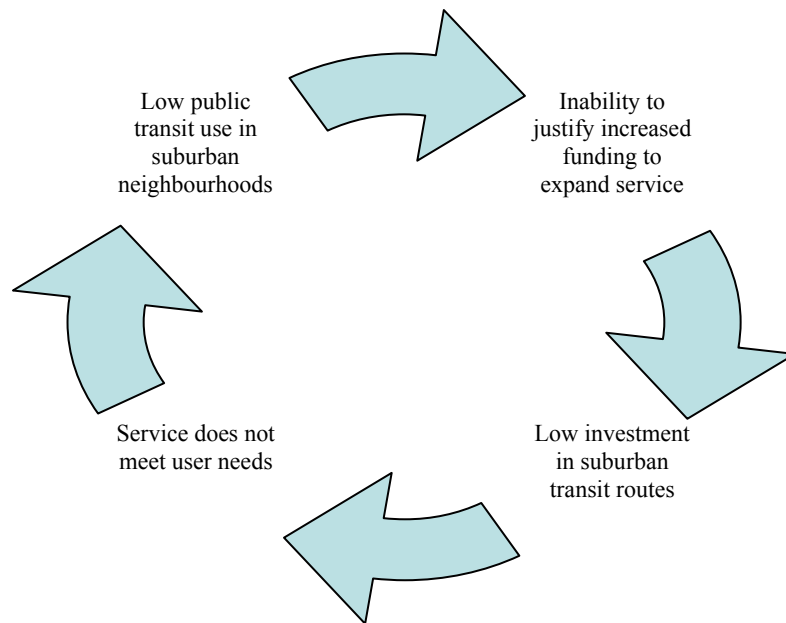 Low public
transit use in
suburban
neighbourhoods
Inability to
justify increased
funding to
expand service
Low investment
in suburban
transit routes
Service does not
meet user needs